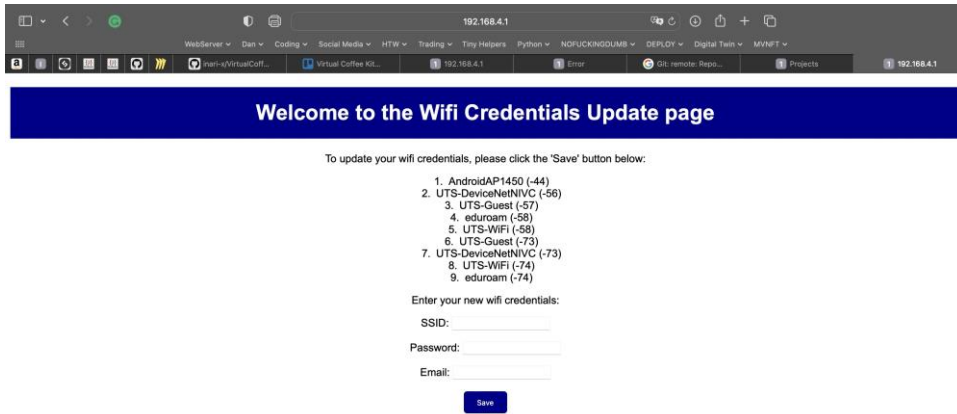 192.168.4.1
WebServer Dan Coding Social Media HTW Trading Tiny Helpers Python NOFUCKINGDUMB DEPLOY Digital Twin MVNFT
inari-s/VirtualCoff... Virtual Coffee Kit... 192.168.4.1 Error Git: remote: Repo... Projects 192.168.4.1
Welcome to the Wifi Credentials Update page
To update your wifi credentials, please click the 'Save' button below:
1. AndroidAP1450 (-44)
2. UTS-DeviceNetNIVC (-56)
3. UTS-Guest (-57)
4. eduroam (-58)
5. UTS-WiFi (-58)
6. UTS-Guest (-73)
7. UTS-DeviceNetNIVC (-73)
8. UTS-WiFi (-74)
9. eduroam (-74)
Enter your new wifi credentials:
SSID:
Password:
Email:
Save